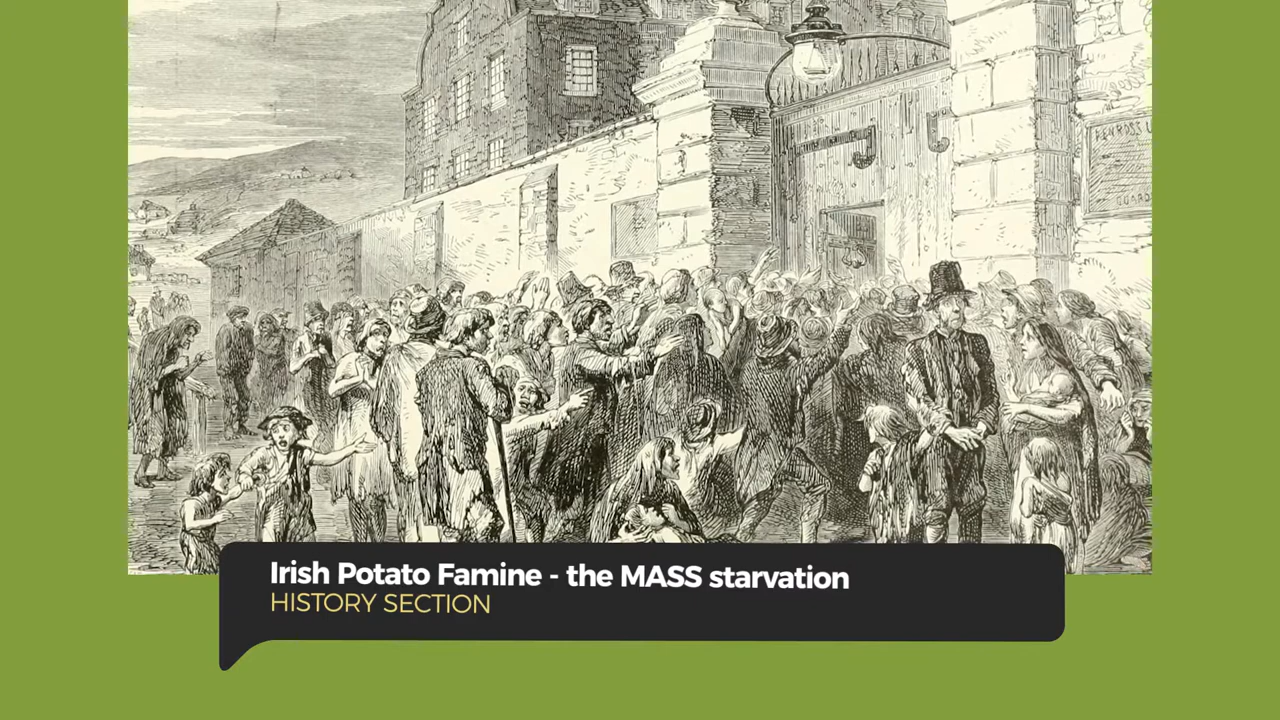 Irish Potato Famine - the MASS starvation
HISTORY SECTION